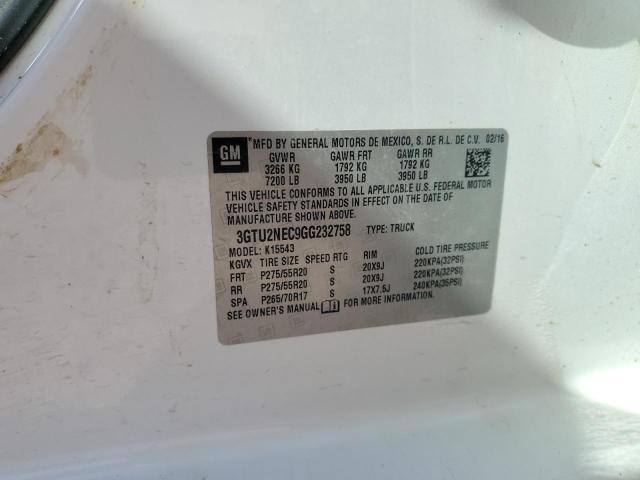 GM
*MFD BY GENERAL MOTORS DE MEXICO, S. DE R.L. DE C.V. 02/16
GVWR GAWR FRT GAWR RR
3266 KG 1792 KG 1792 KG
7200 LB 3950 LB 3950 LB
THIS VEHICLE CONFORMS TO ALL APPLICABLE U.S. FEDERAL MOTOR
VEHICLE SAFETY STANDARDS IN EFFECT ON THE DATE OF
MANUFACTURE SHOWN ABOVE.
3GTU2NEC9GG232758 TYPE: TRUCK
MODEL: K15543
KGVX TIRE SIZE SPEED RTG RIM COLD TIRE PRESSURE
FRT P275/55R20 S 20X9J 220KPA(32PSI)
RR P275/55R20 S 20X9J 220KPA(32PSI)
SPA P265/70R17 S 17X7.5J 240KPA(35PSI)
SEE OWNER'S MANUAL FOR MORE INFORMATION.